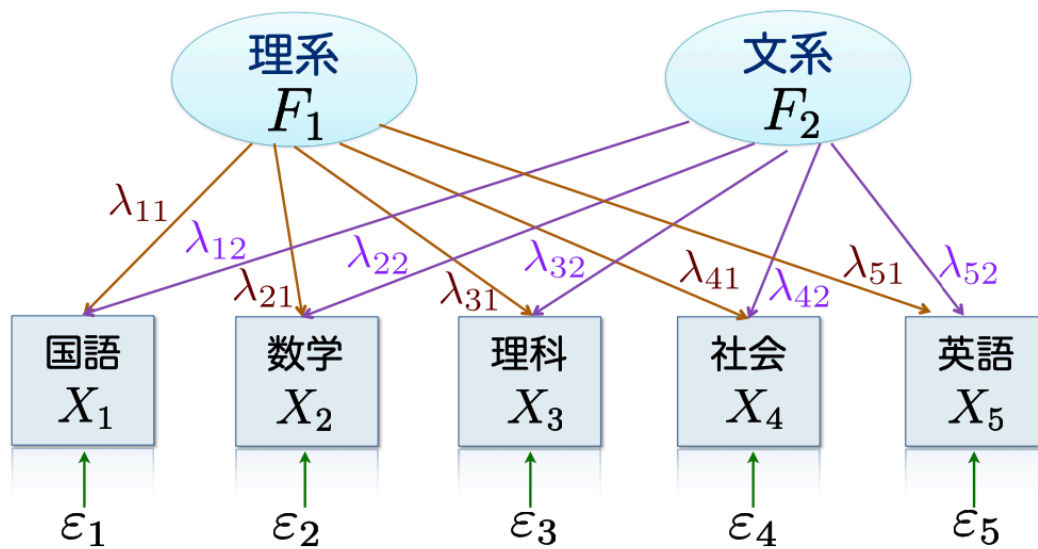 理系 文系
F₁ F₂
λ₁₁
λ₁₂ λ₂₂ λ₃₂ λ₄₁ λ₅₁ λ₅₂
λ₂₁ λ₃₁ λ₄₂
国語 数学 理科 社会 英語
X₁ X₂ X₃ X₄ X₅
ε₁ ε₂ ε₃ ε₄ ε₅